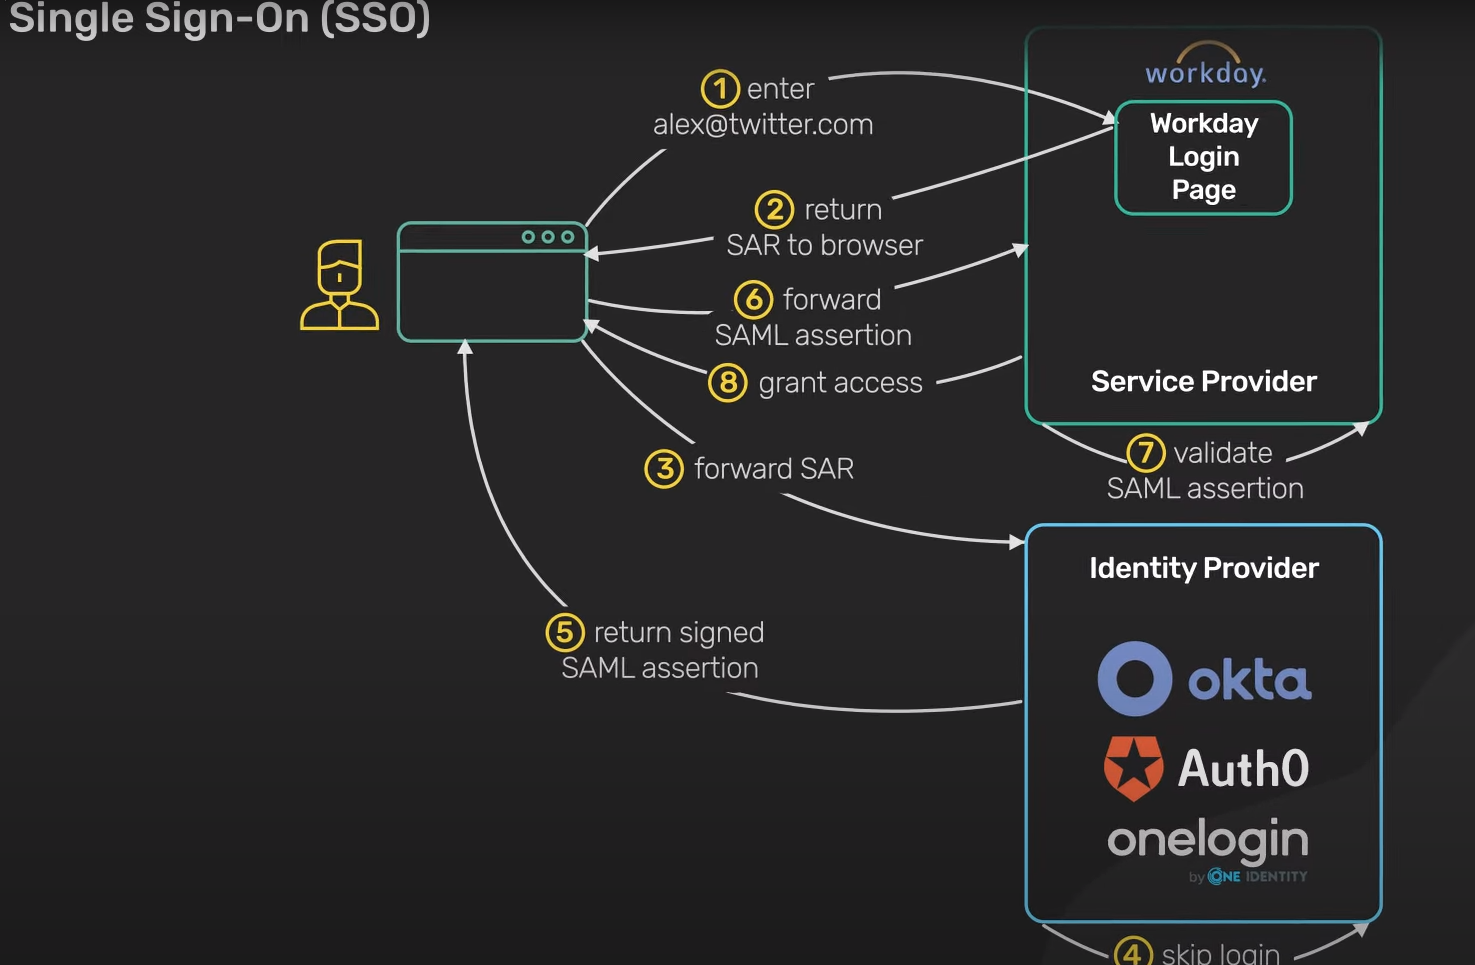 Single Sign-On (SSO)
workday.
① enter
alex@twitter.com
Workday
Login
Page
② return
SAR to browser
⑥ forward
SAML assertion
⑧ grant access
Service Provider
③ forward SAR
⑦ validate
SAML assertion
Identity Provider
⑤ return signed
SAML assertion
okta
Auth0
onelogin
by ONE IDENTITY
④ skip login